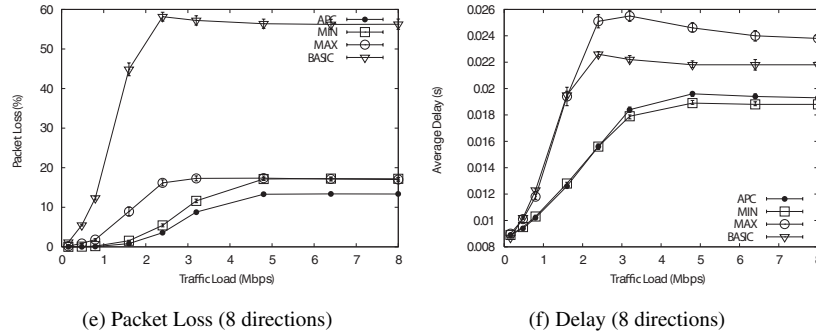 60
50
40
30
20
10
0
Packet Loss (%)
APC
MIN
MAX
BASIC
0 1 2 3 4 5 6 7 8
Traffic Load (Mbps)
(e) Packet Loss (8 directions)
0.026
0.024
0.022
0.02
0.018
0.016
0.014
0.012
0.01
0.008
Average Delay (s)
APC
MIN
MAX
BASIC
0 1 2 3 4 5 6 7 8
Traffic Load (Mbps)
(f) Delay (8 directions)